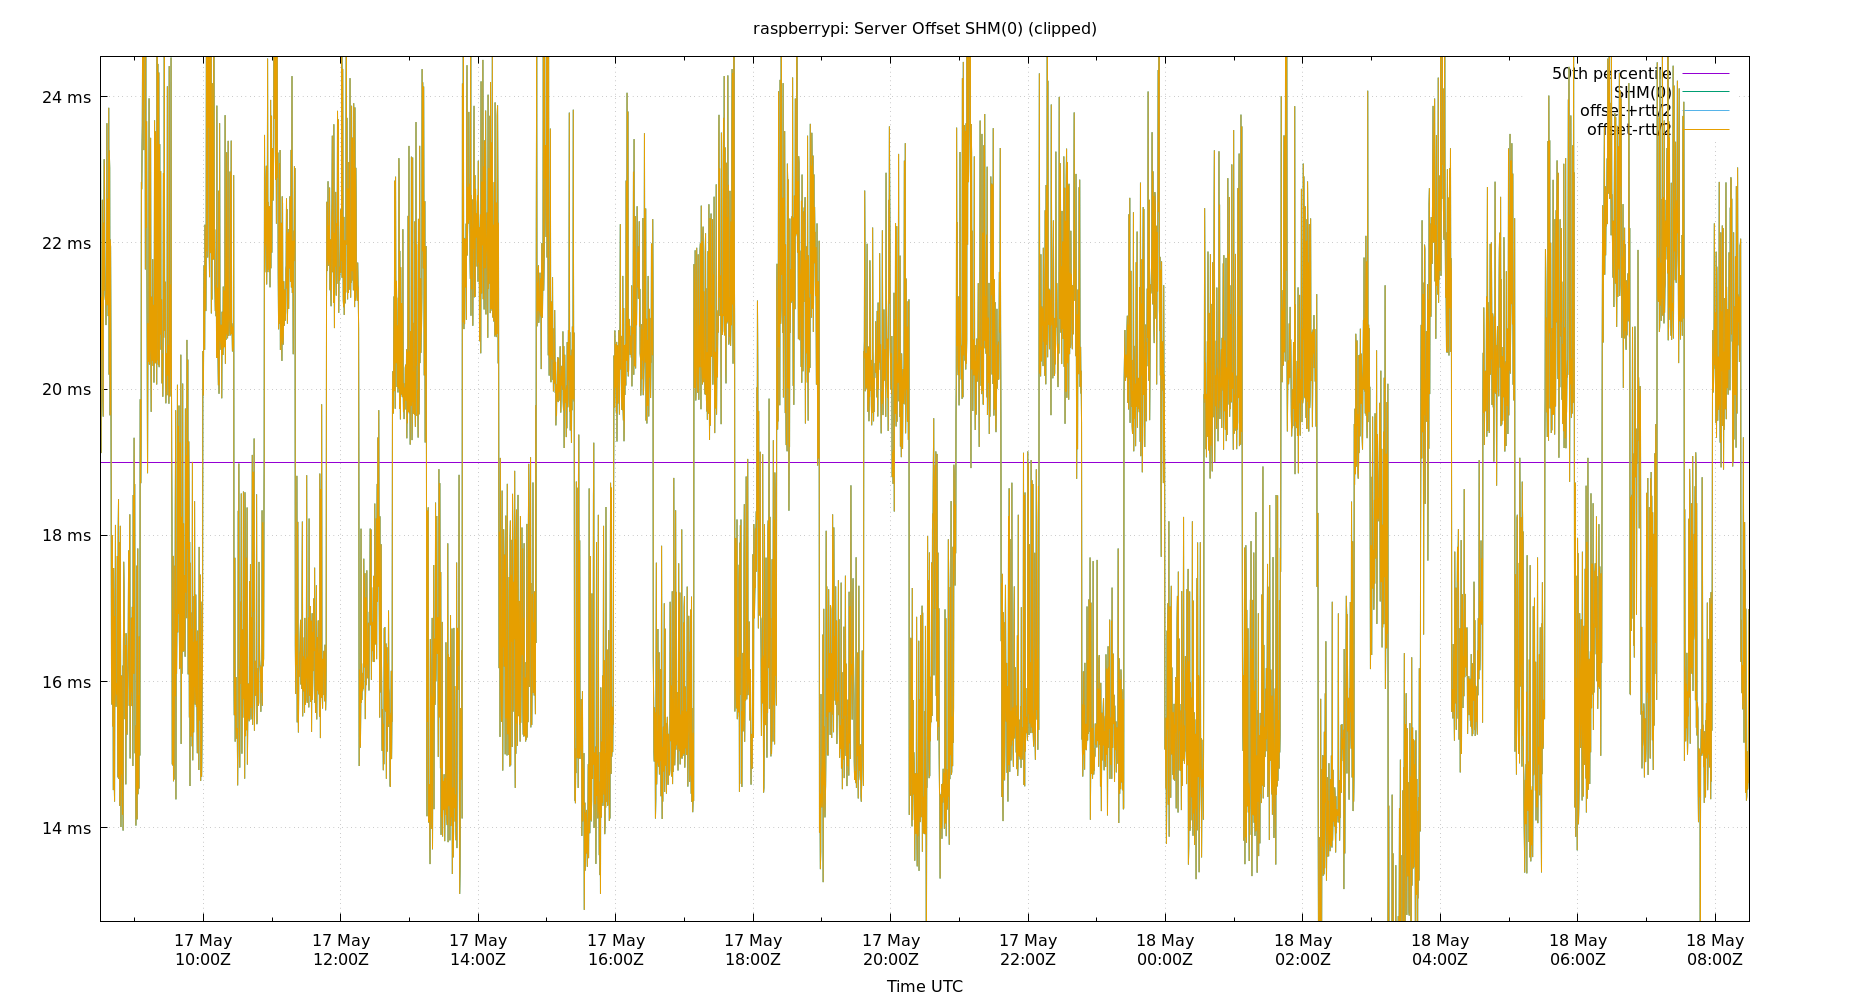 raspberrypi: Server Offset SHM(0) (clipped)
50th percentile
SHM(0)
offset+rtt/2
offset-rtt/2
24 ms
22 ms
20 ms
18 ms
16 ms
14 ms
17 May 17 May 17 May 17 May 17 May 17 May 17 May 18 May 18 May 18 May 18 May 18 May
10:00Z 12:00Z 14:00Z 16:00Z 18:00Z 20:00Z 22:00Z 00:00Z 02:00Z 04:00Z 06:00Z 08:00Z
Time UTC